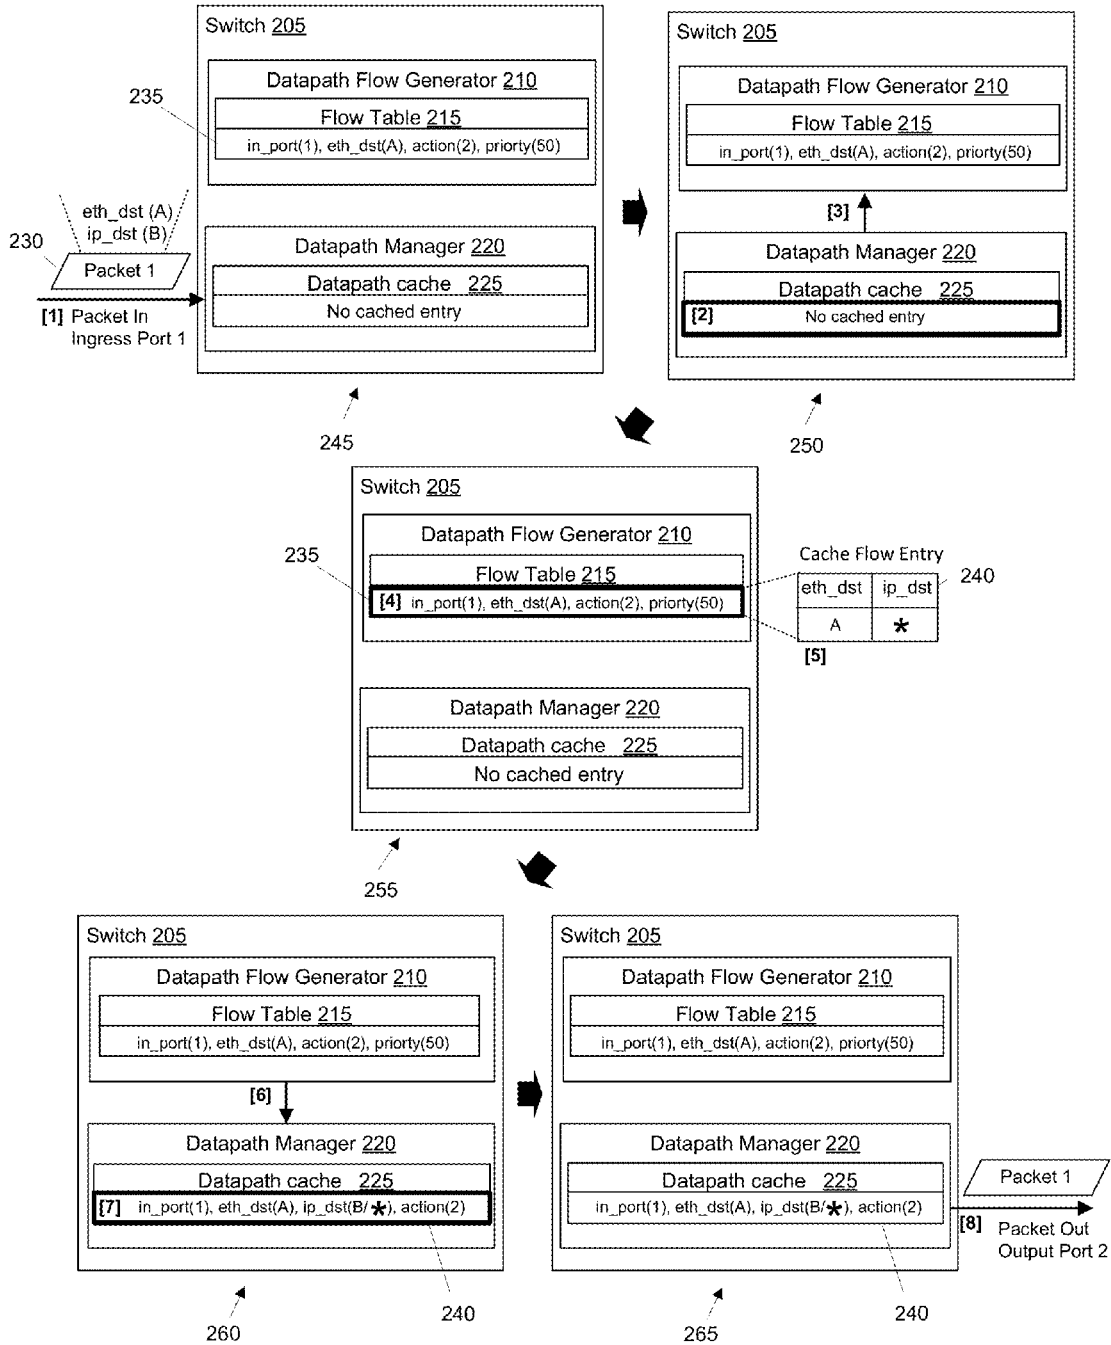 Switch 205
Datapath Flow Generator 210
235
Flow Table 215
in_port(1), eth_dst(A), action(2), priorty(50)
eth_dst (A)
ip_dst (B)
230
Packet 1
Datapath Manager 220
Datapath cache 225
No cached entry
[1] Packet In
Ingress Port 1
245
Switch 205
Datapath Flow Generator 210
Flow Table 215
in_port(1), eth_dst(A), action(2), priorty(50)
[3]
Datapath Manager 220
Datapath cache 225
[2] No cached entry
250
Switch 205
Datapath Flow Generator 210
235
Flow Table 215
[4] in_port(1), eth_dst(A), action(2), priorty(50)
Cache Flow Entry
240
eth_dst ip_dst
A *
[5]
Datapath Manager 220
Datapath cache 225
No cached entry
255
Switch 205
Datapath Flow Generator 210
Flow Table 215
in_port(1), eth_dst(A), action(2), priorty(50)
[6]
Datapath Manager 220
Datapath cache 225
[7] in_port(1), eth_dst(A), ip_dst(B/*), action(2)
240
260
Switch 205
Datapath Flow Generator 210
Flow Table 215
in_port(1), eth_dst(A), action(2), priorty(50)
Datapath Manager 220
Datapath cache 225
in_port(1), eth_dst(A), ip_dst(B/*), action(2)
Packet 1
[8] Packet Out
Output Port 2
240
265